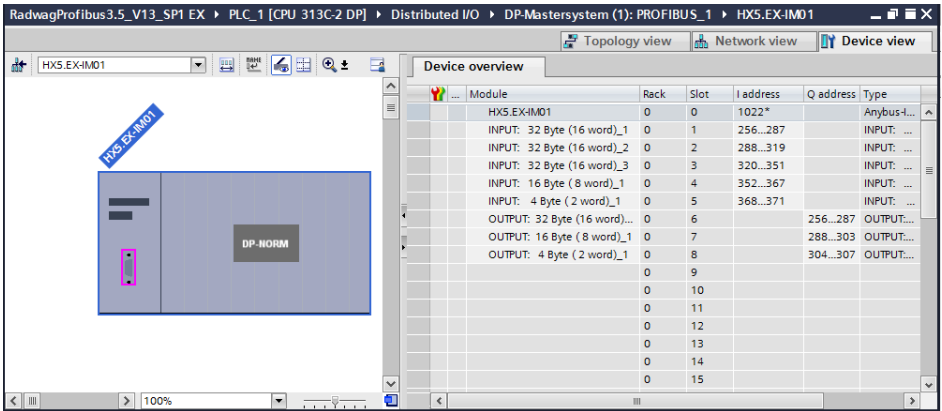 RadwagProfibus3.5_V13_SP1 EX ▸ PLC_1 [CPU 313C-2 DP] ▸ Distributed I/O ▸ DP-Mastersystem (1): PROFIBUS_1 ▸ HX5.EX-IM01
Topology view Network view Device view
HX5.EX-IM01
Device overview
... Module Rack Slot I address Q address Type
HX5.EX-IM01 0 0 1022* Anybus-I...
INPUT: 32 Byte (16 word)_1 0 1 256...287 INPUT: ...
INPUT: 32 Byte (16 word)_2 0 2 288...319 INPUT: ...
INPUT: 32 Byte (16 word)_3 0 3 320...351 INPUT: ...
INPUT: 16 Byte ( 8 word)_1 0 4 352...367 INPUT: ...
INPUT: 4 Byte ( 2 word)_1 0 5 368...371 INPUT: ...
OUTPUT: 32 Byte (16 word)... 0 6 256...287 OUTPUT:...
OUTPUT: 16 Byte ( 8 word)_1 0 7 288...303 OUTPUT:...
OUTPUT: 4 Byte ( 2 word)_1 0 8 304...307 OUTPUT:...
0 9
0 10
0 11
0 12
0 13
0 14
0 15
HX5.EX-IM01
DP-NORM
100%